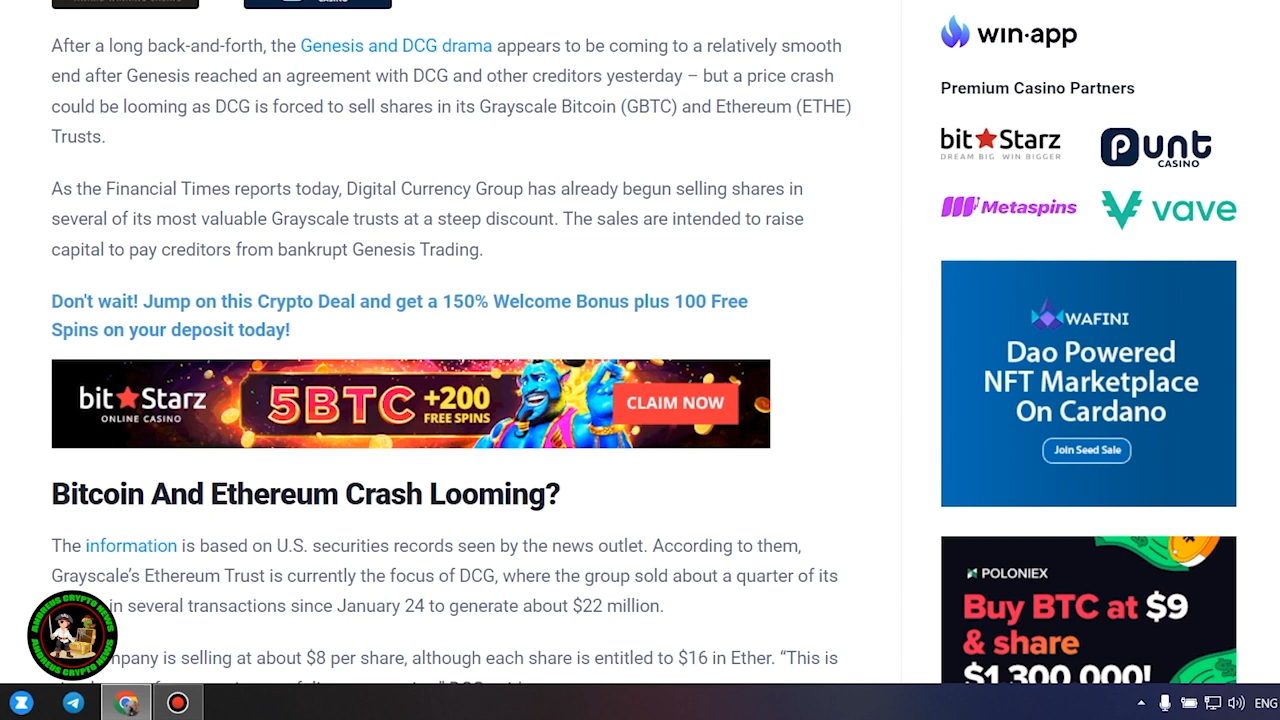 CASINO
After a long back-and-forth, the Genesis and DCG drama appears to be coming to a relatively smooth
end after Genesis reached an agreement with DCG and other creditors yesterday – but a price crash
could be looming as DCG is forced to sell shares in its Grayscale Bitcoin (GBTC) and Ethereum (ETHE)
Trusts.
As the Financial Times reports today, Digital Currency Group has already begun selling shares in
several of its most valuable Grayscale trusts at a steep discount. The sales are intended to raise
capital to pay creditors from bankrupt Genesis Trading.
Don't wait! Jump on this Crypto Deal and get a 150% Welcome Bonus plus 100 Free
Spins on your deposit today!
bitStarz
ONLINE CASINO
5BTC +200
FREE SPINS
CLAIM NOW
Bitcoin And Ethereum Crash Looming?
The information is based on U.S. securities records seen by the news outlet. According to them,
Grayscale’s Ethereum Trust is currently the focus of DCG, where the group sold about a quarter of its
in several transactions since January 24 to generate about $22 million.
mpany is selling at about $8 per share, although each share is entitled to $16 in Ether. “This is
ANDREUS CRYPTO NEWS
ANDREUS CRYPTO NEWS
win·app
Premium Casino Partners
bitStarz
DREAM BIG WIN BIGGER
Punt
CASINO
Metaspins
vave
WAFINI
Dao Powered
NFT Marketplace
On Cardano
Join Seed Sale
POLONIEX
Buy BTC at $9
& share
$1,300,000!
ENG